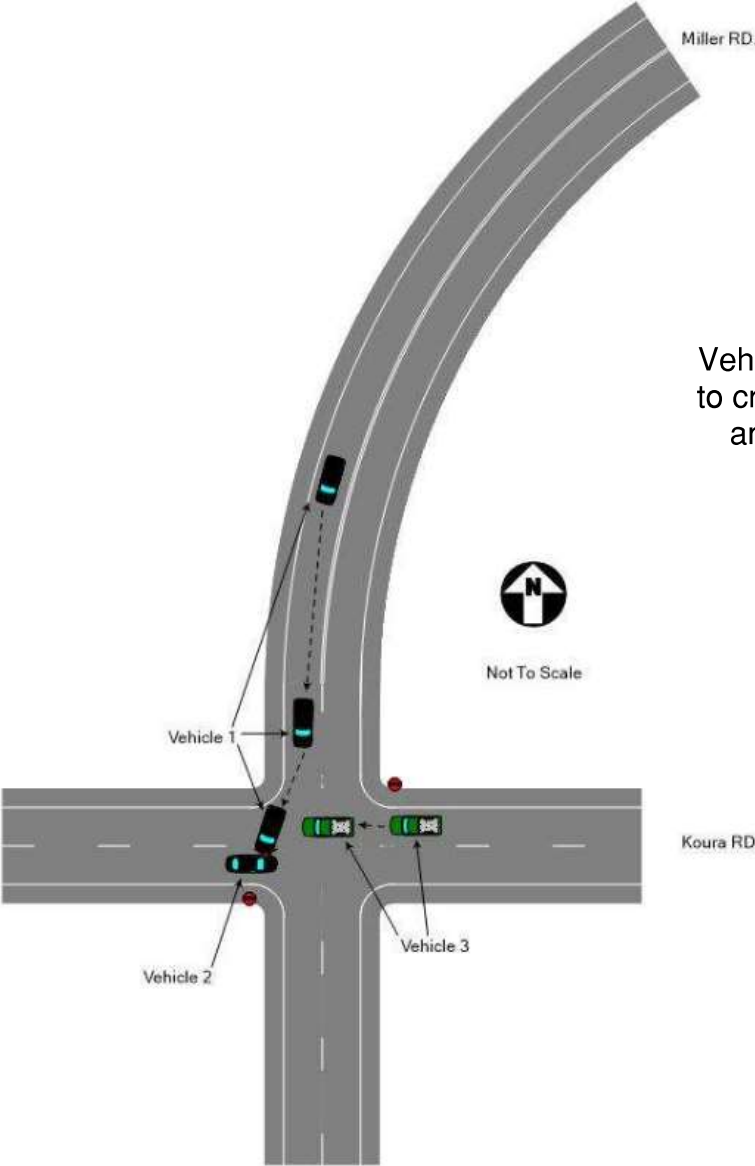 Miller RD
Veh
to cr
ar
N
Not To Scale
Vehicle 1
Koura RD
Vehicle 3
Vehicle 2